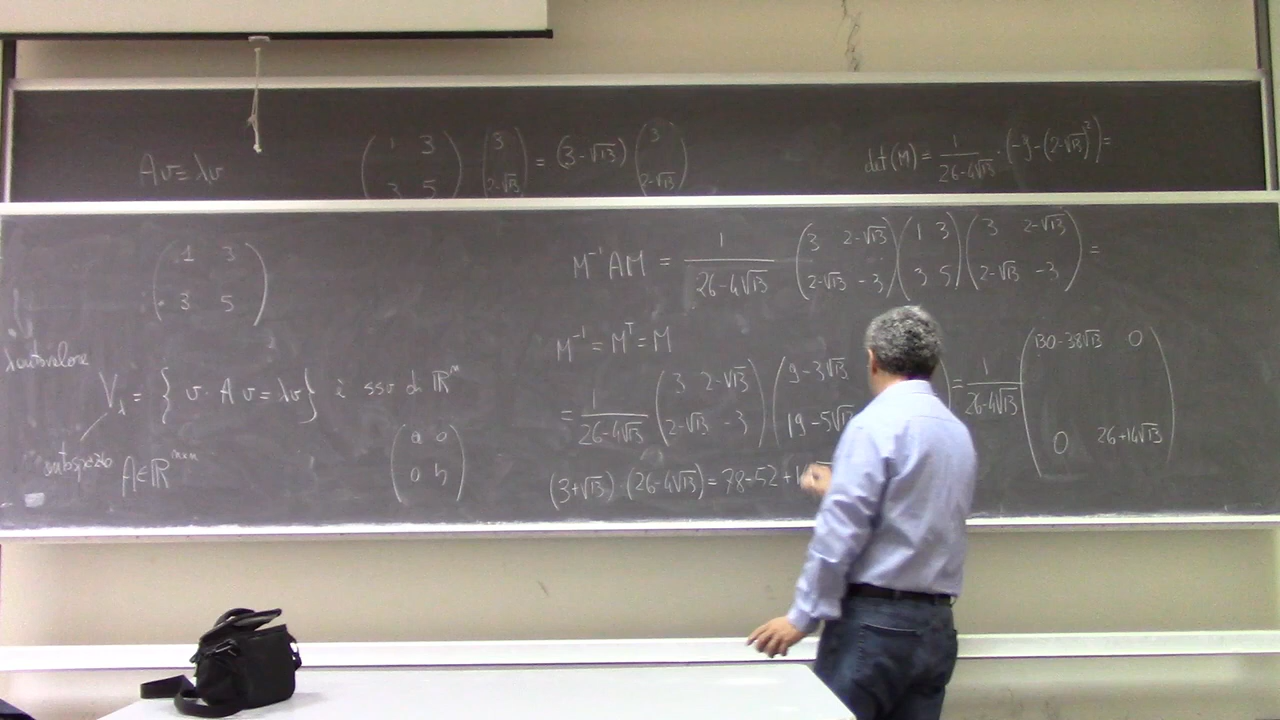 Av = λv
(1 3; 3 5) · (3; 2-√13) = (3-√13) (3; 2-√13)
det(M) = 1/(26-4√13) · (-9-(2-√13)²) =
(1 3; 3 5)
autovalore
V_λ = { v · Av = λv } è ssv di ℝⁿ
autospazio A∈ℝⁿˣⁿ
(a 0; 0 b)
M⁻¹AM = 1/(26-4√13) (3 2-√13; 2-√13 -3) (1 3; 3 5) (3 2-√13; 2-√13 -3) =
M⁻¹ = Mᵀ = M
= 1/(26-4√13) (3 2-√13; 2-√13 -3) (9-3√13; 19-5√13 = 1/(26-4√13) (130-38√13 0; 0 26+14√13)
(3+√13)·(26-4√13) = 78-52+1